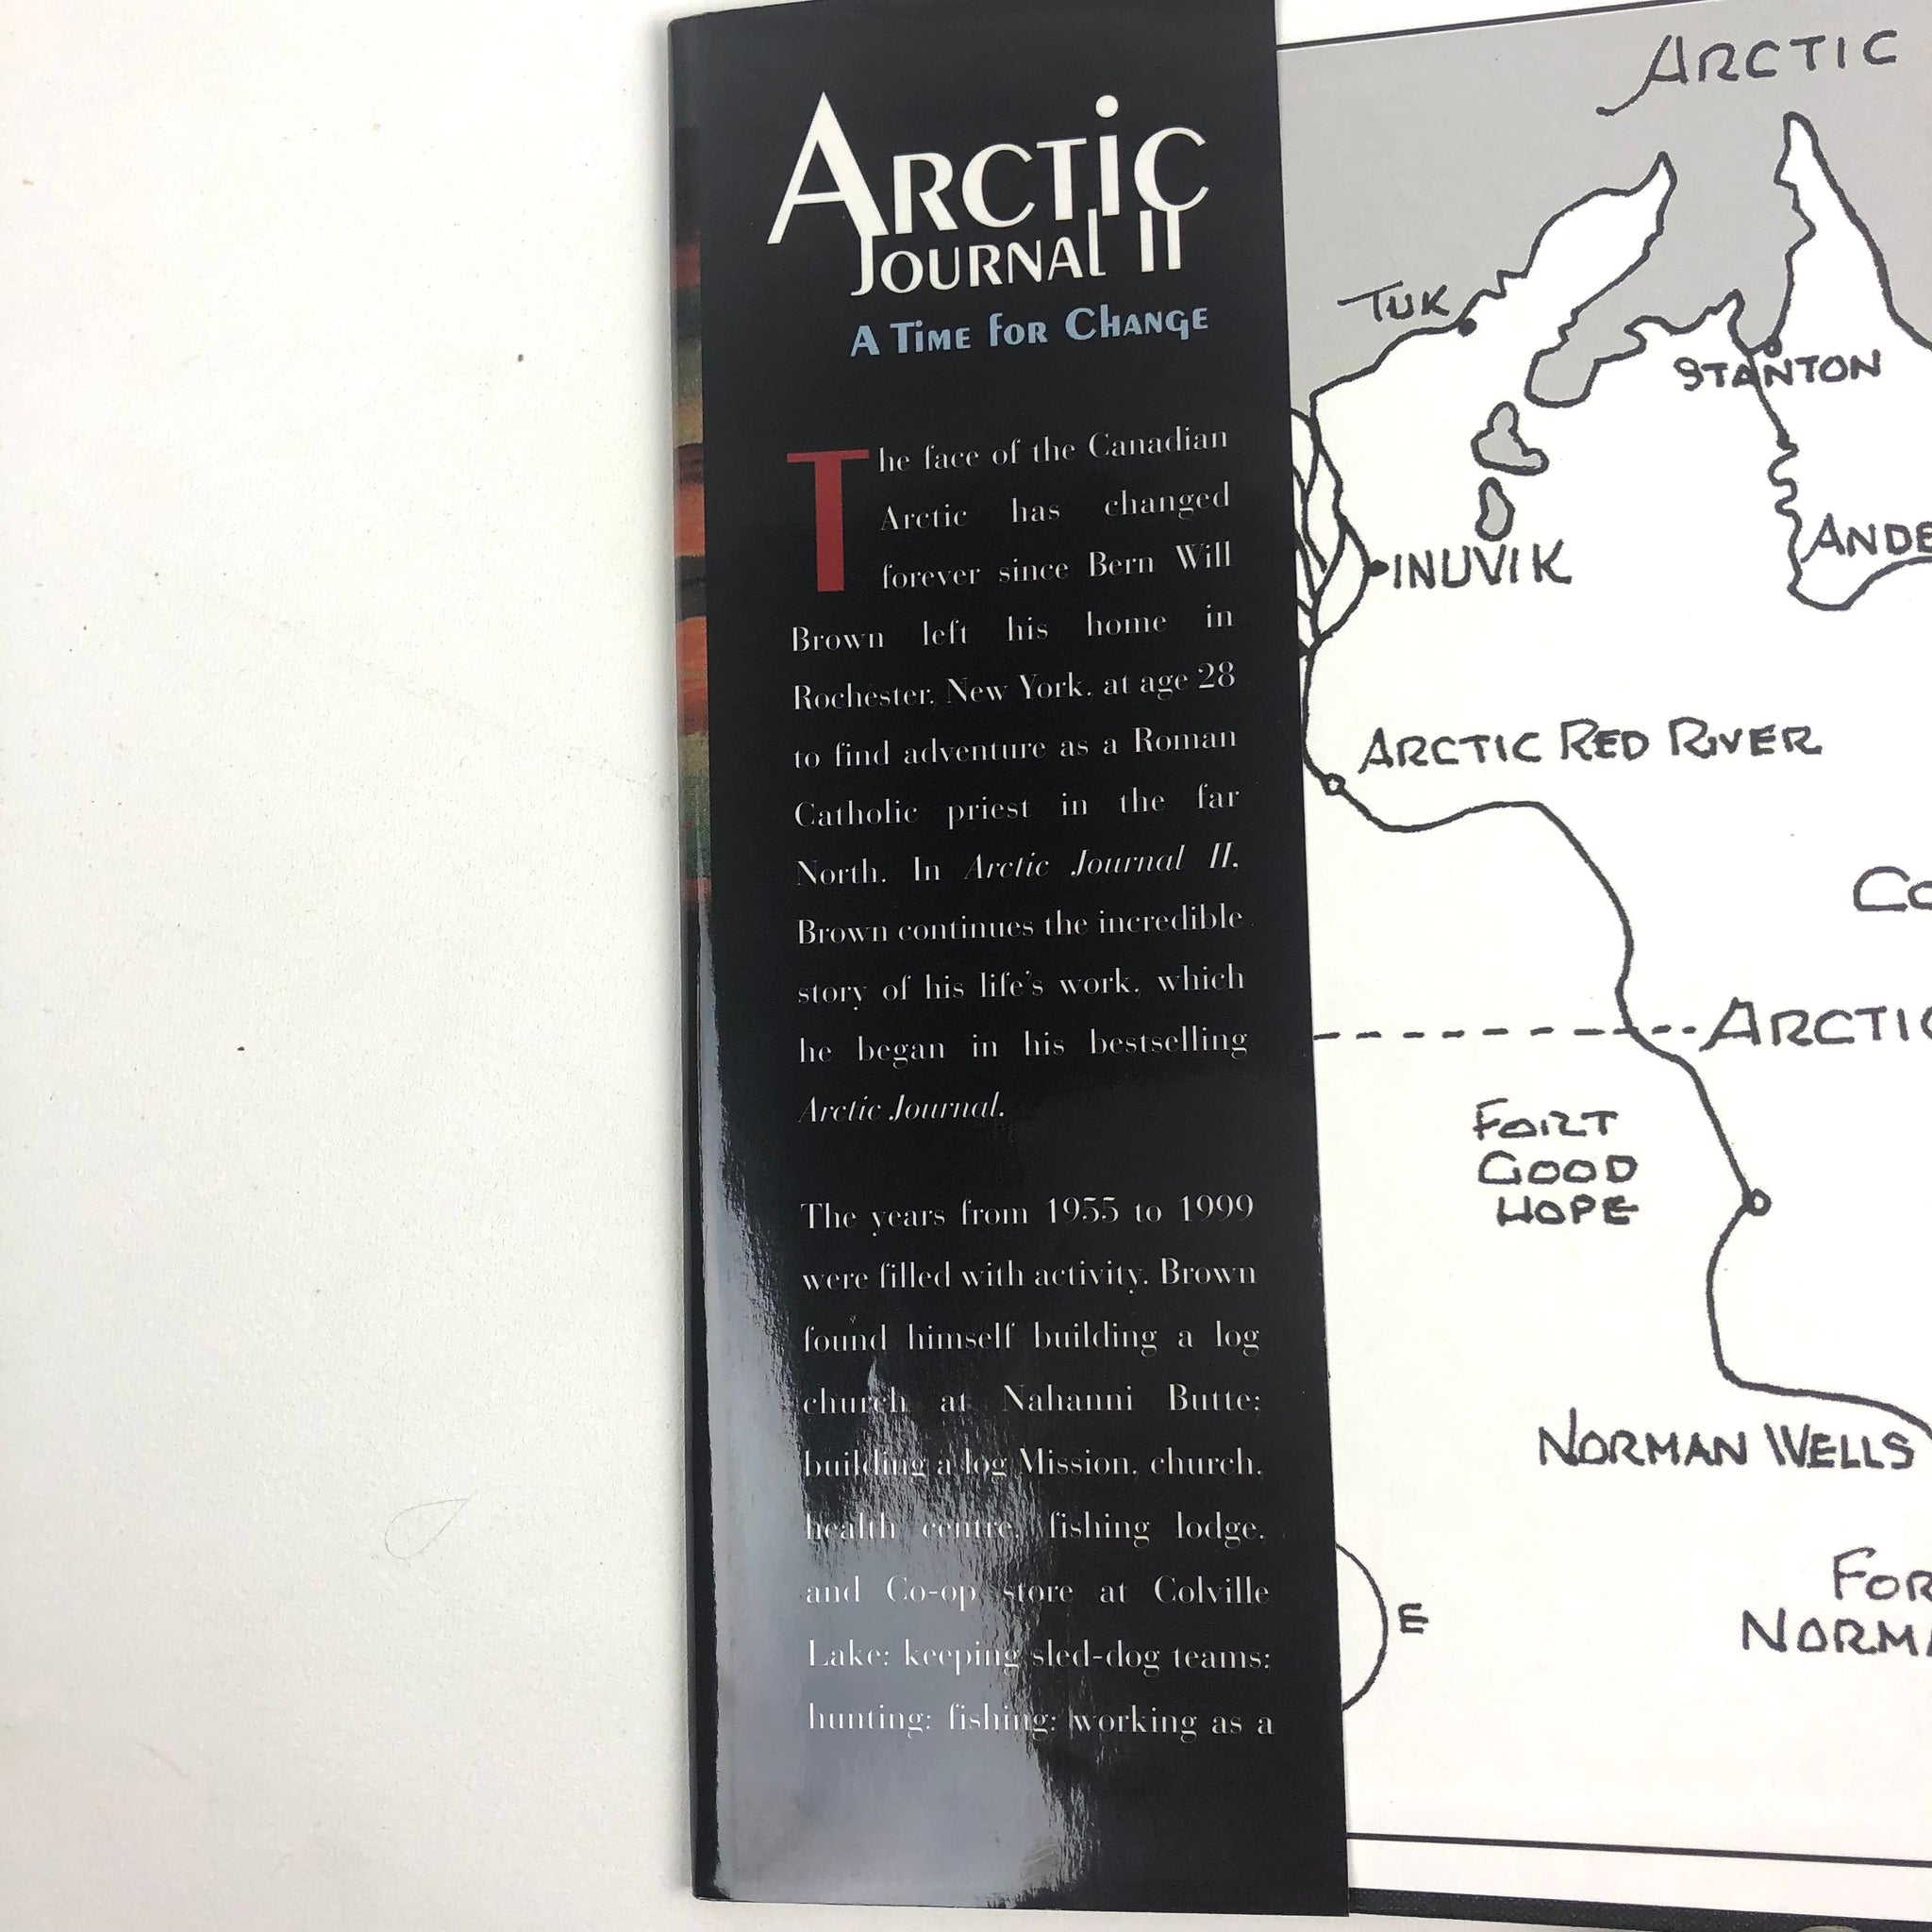 ARCTiC
JOURNAl II
A TiME foR ChANGE
The face of the Canadian
Arctic has changed
forever since Bern Will
Brown left his home in
Rochester, New York, at age 28
to find adventure as a Roman
Catholic priest in the far
North. In Arctic Journal II,
Brown continues the incredible
story of his life's work, which
he began in his bestselling
Arctic Journal.
The years from 1955 to 1999
were filled with activity. Brown
found himself building a log
church at Nahanni Butte;
building a log Mission, church,
health centre, fishing lodge,
and Co-op store at Colville
Lake; keeping sled-dog teams;
hunting; fishing; working as a
ARCTIC
TUK
STANTON
ANDE
INUVIK
ARCTIC RED RIVER
CO
ARCTIC
FORT
GOOD
HOPE
NORMAN WELLS
FOR
NORMA
E